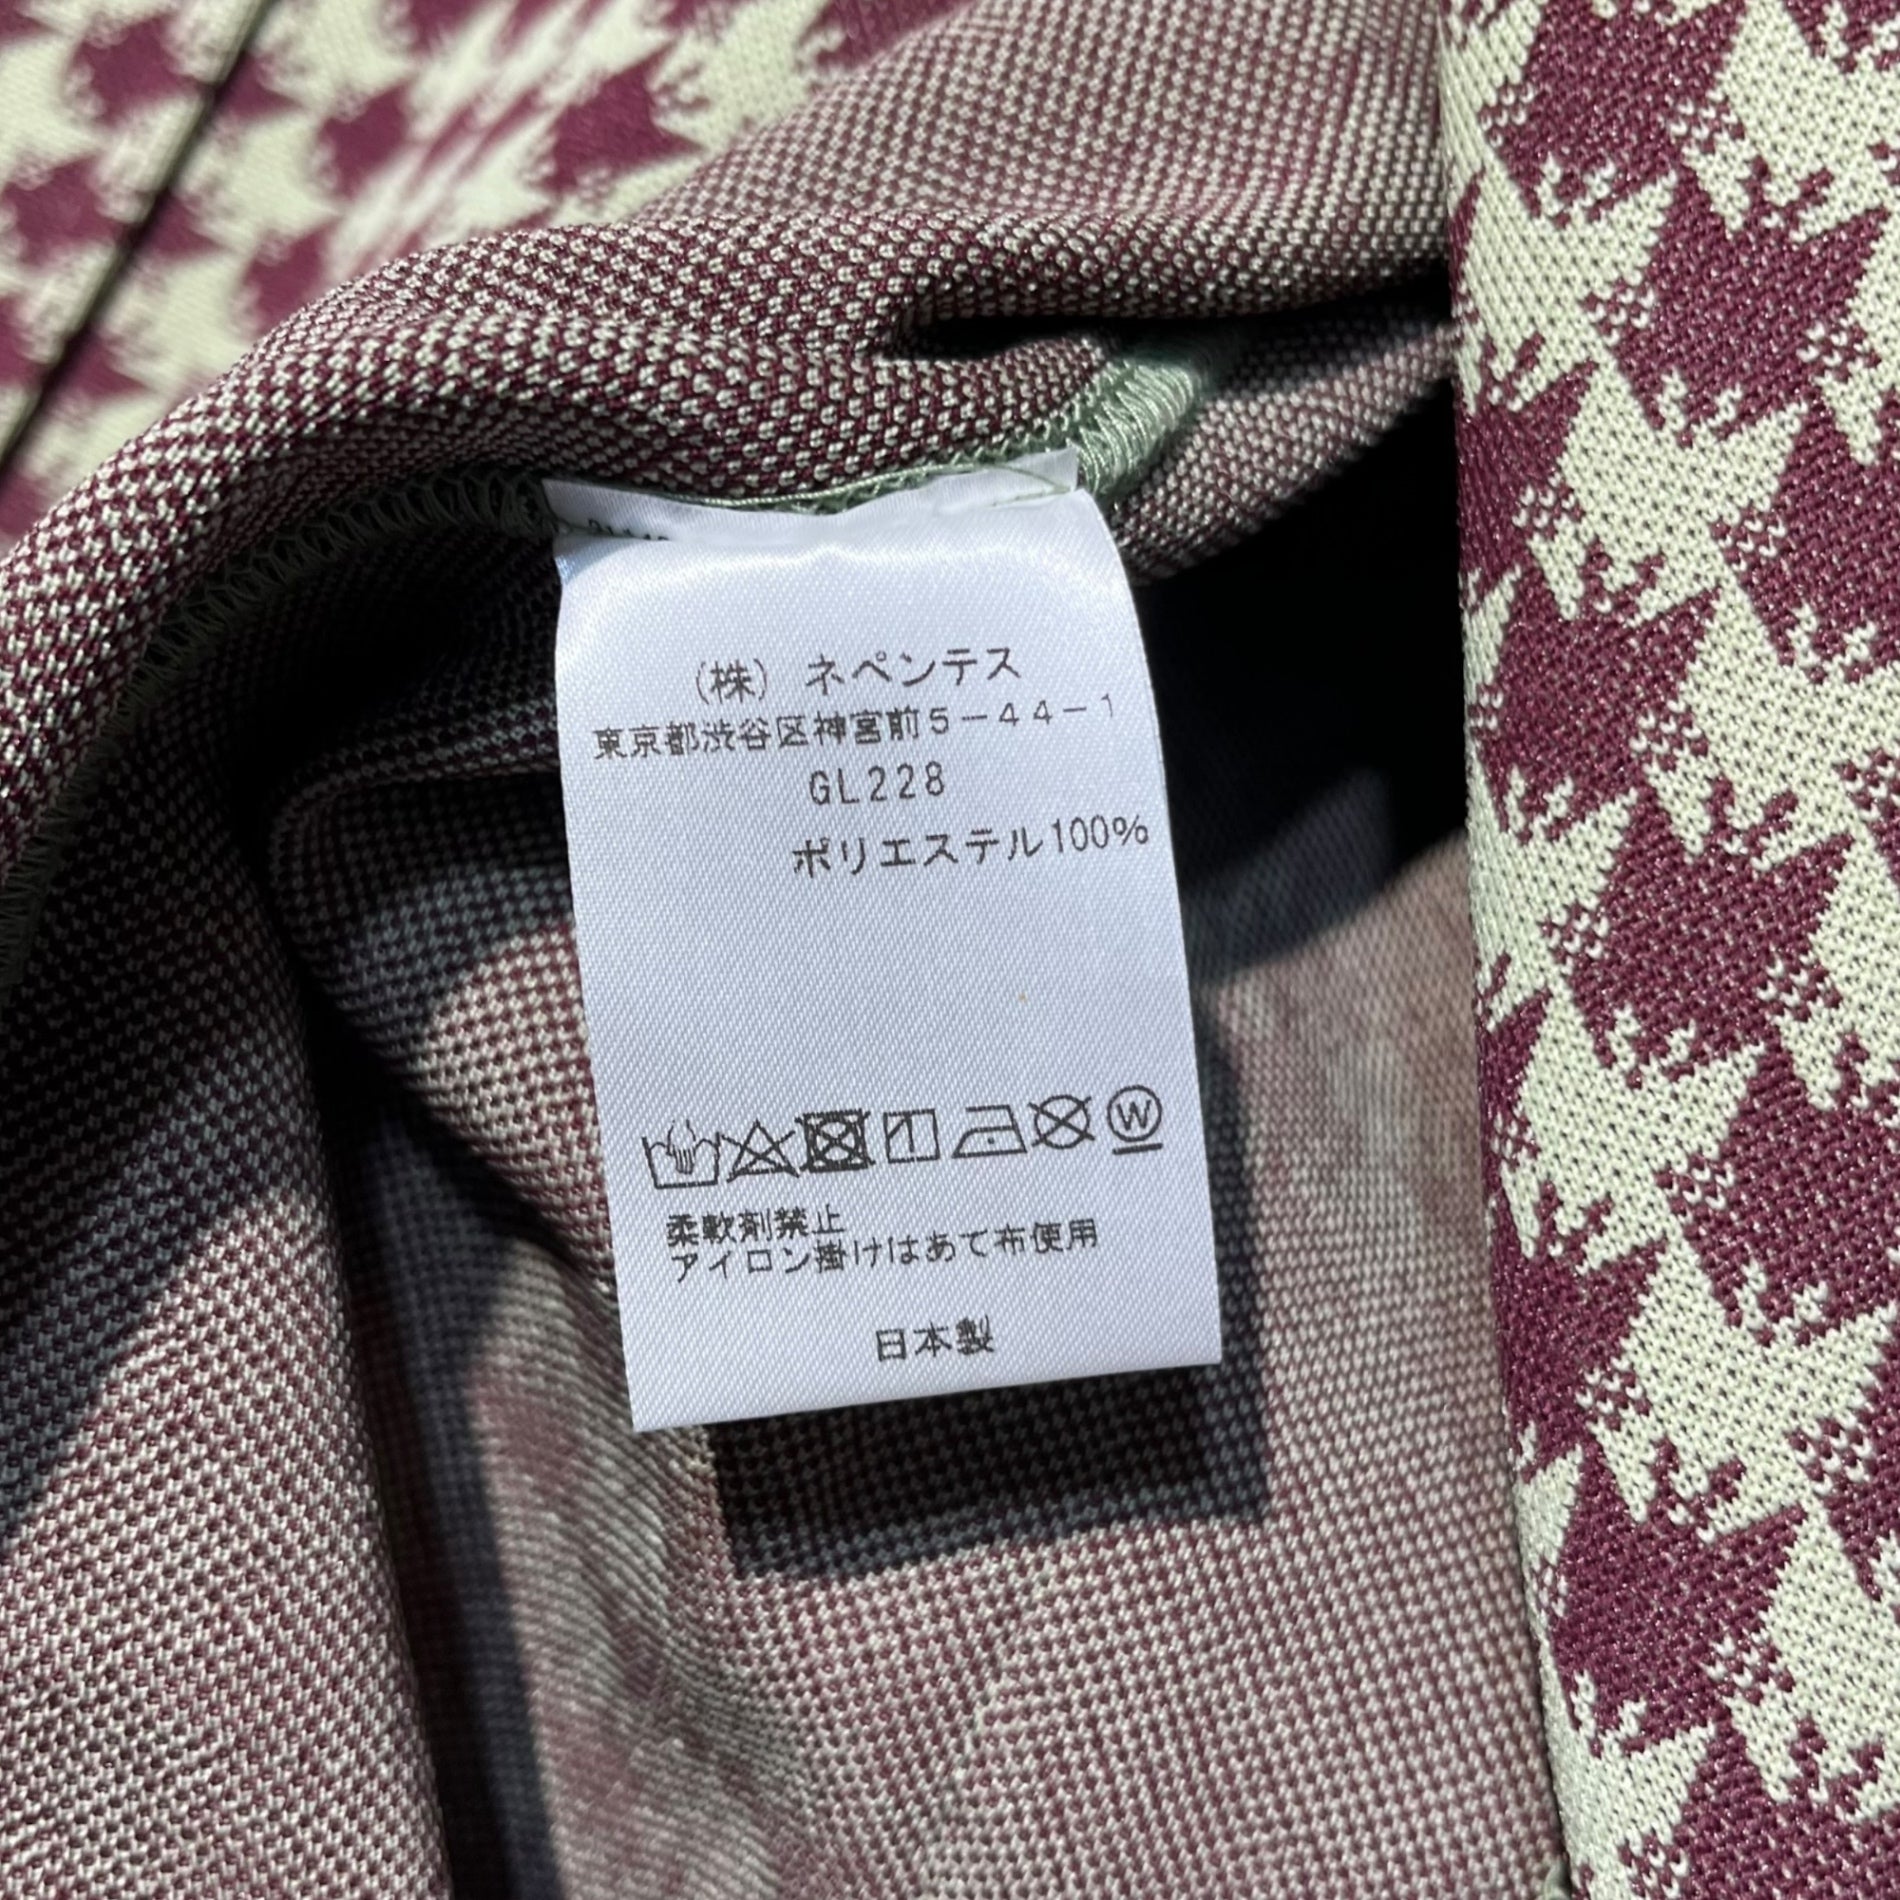 (株) ネペンテス
東京都渋谷区神宮前5-44-1
GL228
ポリエステル100%
W
柔軟剤禁止
アイロン掛けはあて布使用
日本製